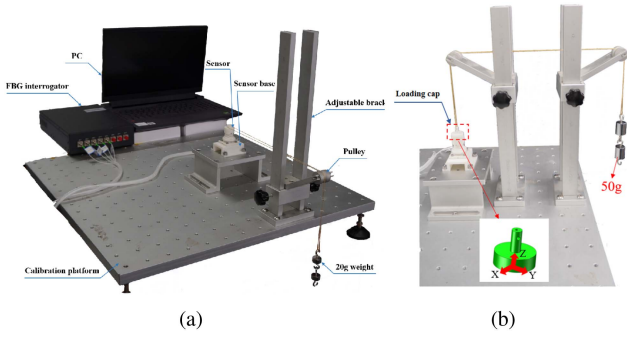 PC
Sensor
FBG interrogator
Sensor base
Adjustable brack
Pulley
Calibration platform
20g weight
(a)
Loading cap
50g
Z
X
Y
(b)